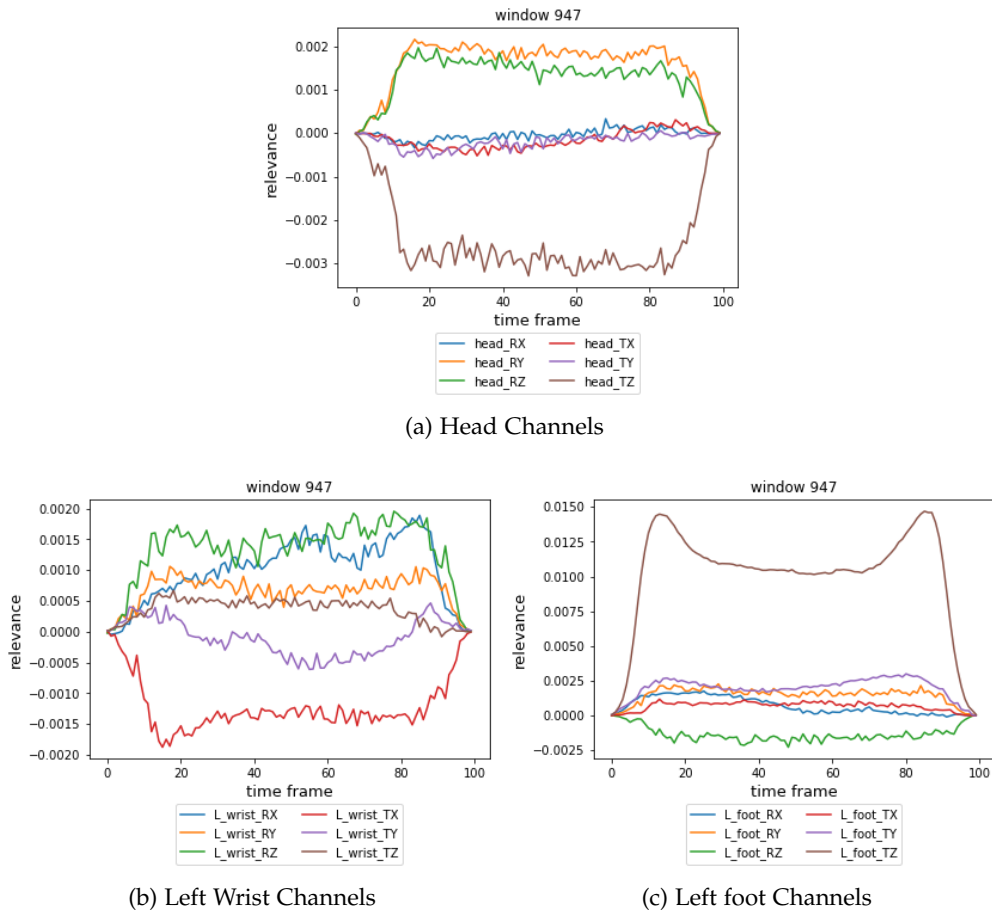 window 947
0.002
0.001
0.000
−0.001
−0.002
−0.003
relevance
0 20 40 60 80 100
time frame
head_RX head_TX
head_RY head_TY
head_RZ head_TZ
(a) Head Channels
window 947
0.0020
0.0015
0.0010
0.0005
0.0000
−0.0005
−0.0010
−0.0015
−0.0020
relevance
0 20 40 60 80 100
time frame
L_wrist_RX L_wrist_TX
L_wrist_RY L_wrist_TY
L_wrist_RZ L_wrist_TZ
(b) Left Wrist Channels
window 947
0.0150
0.0125
0.0100
0.0075
0.0050
0.0025
0.0000
−0.0025
relevance
0 20 40 60 80 100
time frame
L_foot_RX L_foot_TX
L_foot_RY L_foot_TY
L_foot_RZ L_foot_TZ
(c) Left foot Channels